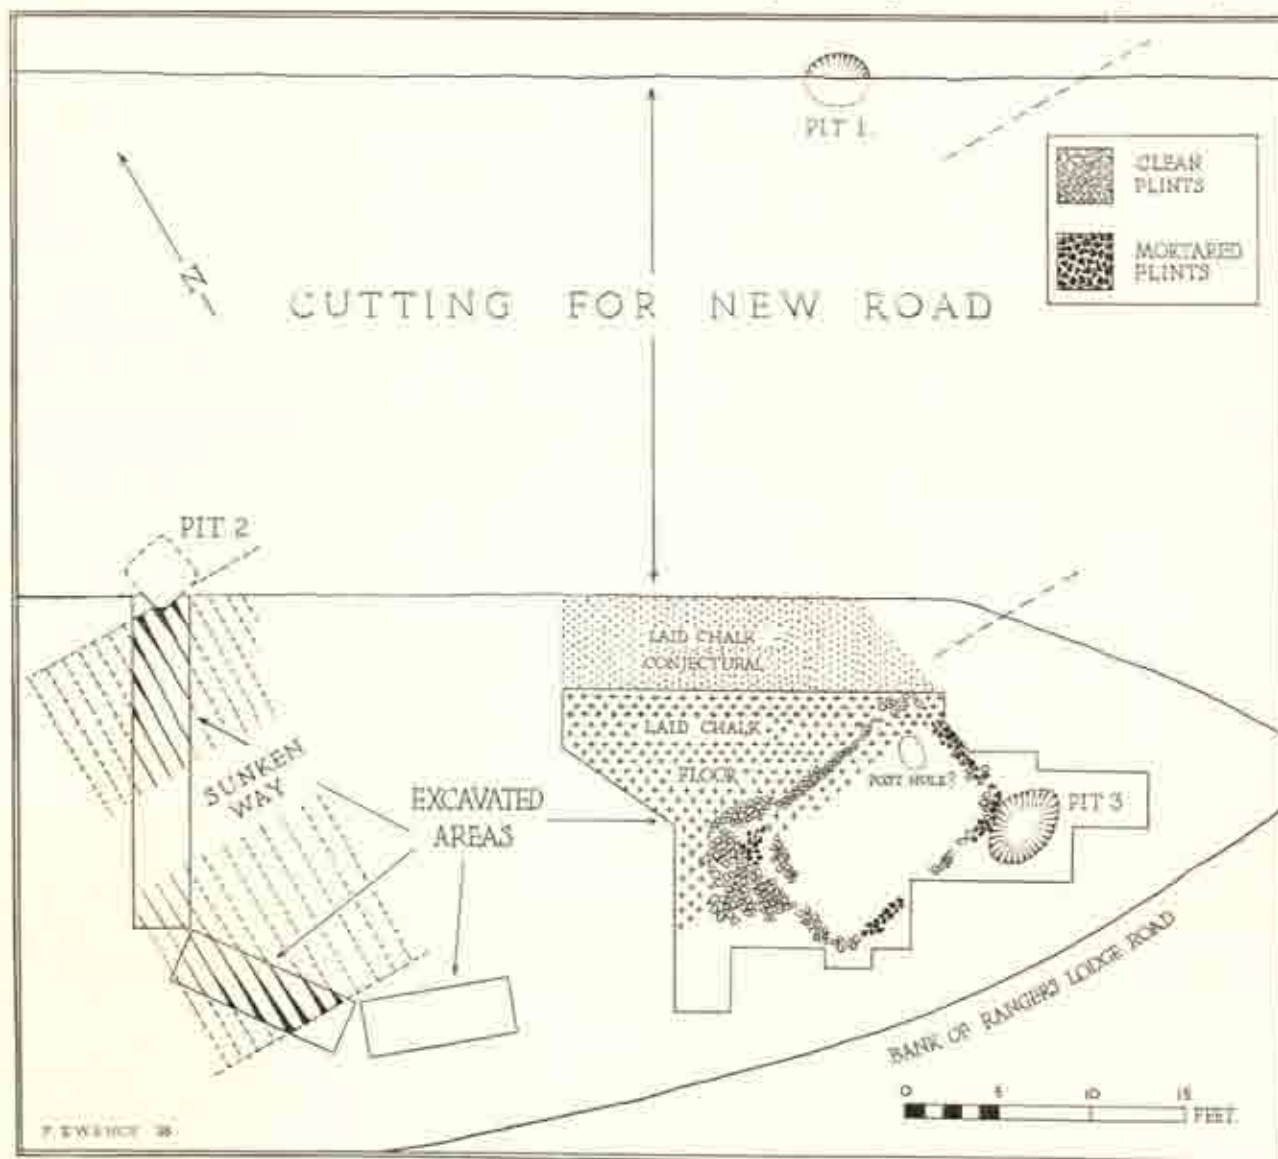 PIT 1.
CLEAN
FLINTS
MORTARED
FLINTS
N
CUTTING FOR NEW ROAD
PIT 2
LAID CHALK
CONJECTURAL
LAID CHALK
FLOOR
POST HOLE?
PIT 3
SUNKEN
WAY
EXCAVATED
AREAS
BANK OF RANGERS LODGE ROAD
0 5 10 15
FEET.